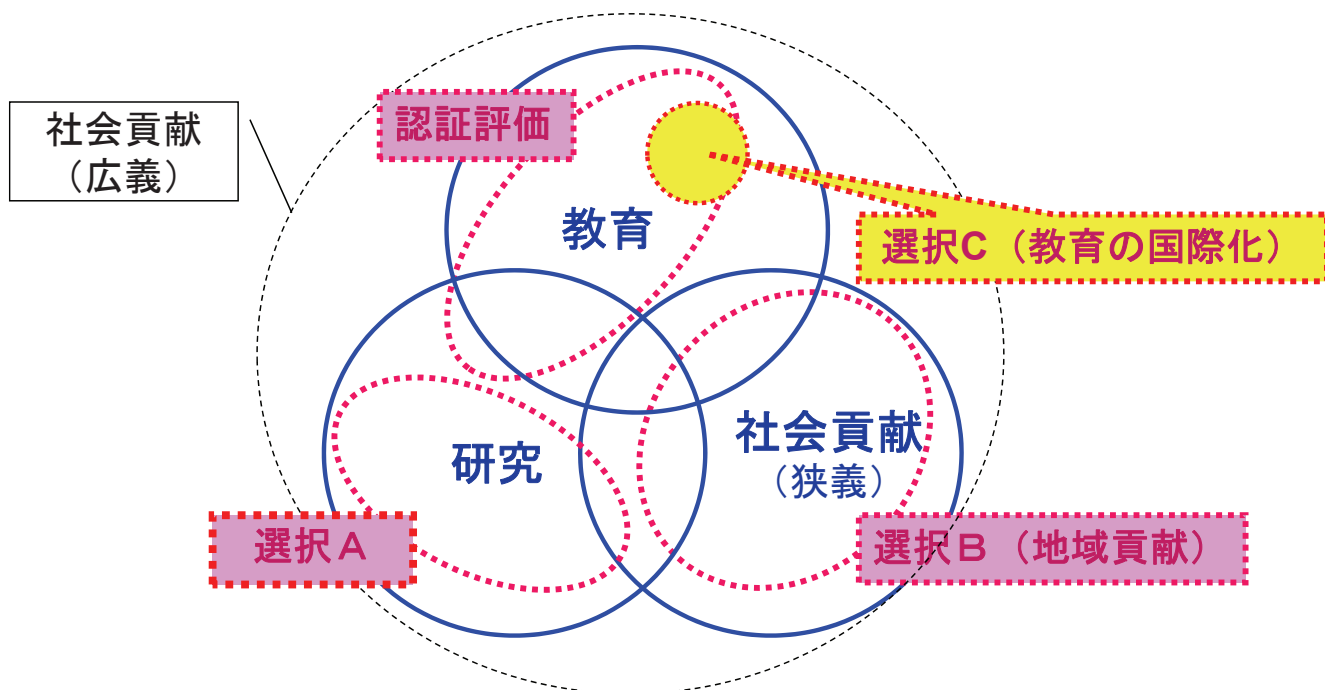 社会貢献
（広義）
認証評価
教育
選択C（教育の国際化）
社会貢献
（狭義）
研究
選択Ａ
選択Ｂ（地域貢献）